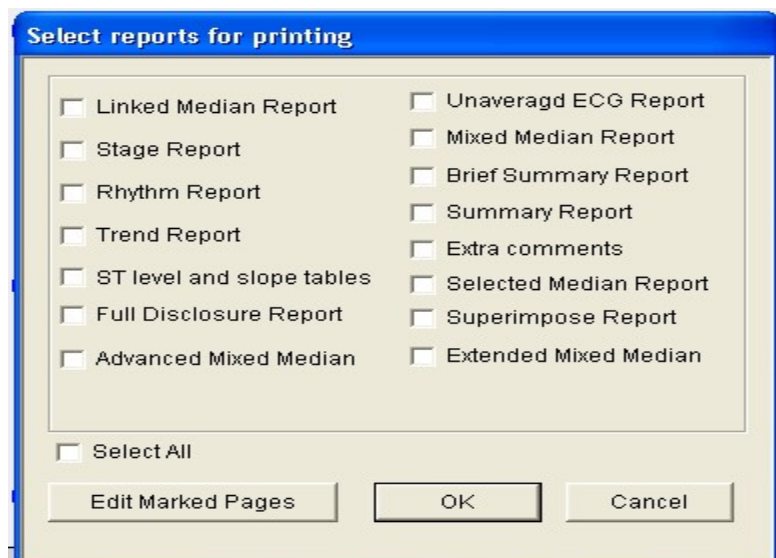 Select reports for printing
Linked Median Report
Stage Report
Rhythm Report
Trend Report
ST level and slope tables
Full Disclosure Report
Advanced Mixed Median
Unaveragd ECG Report
Mixed Median Report
Brief Summary Report
Summary Report
Extra comments
Selected Median Report
Superimpose Report
Extended Mixed Median
Select All
Edit Marked Pages
OK
Cancel